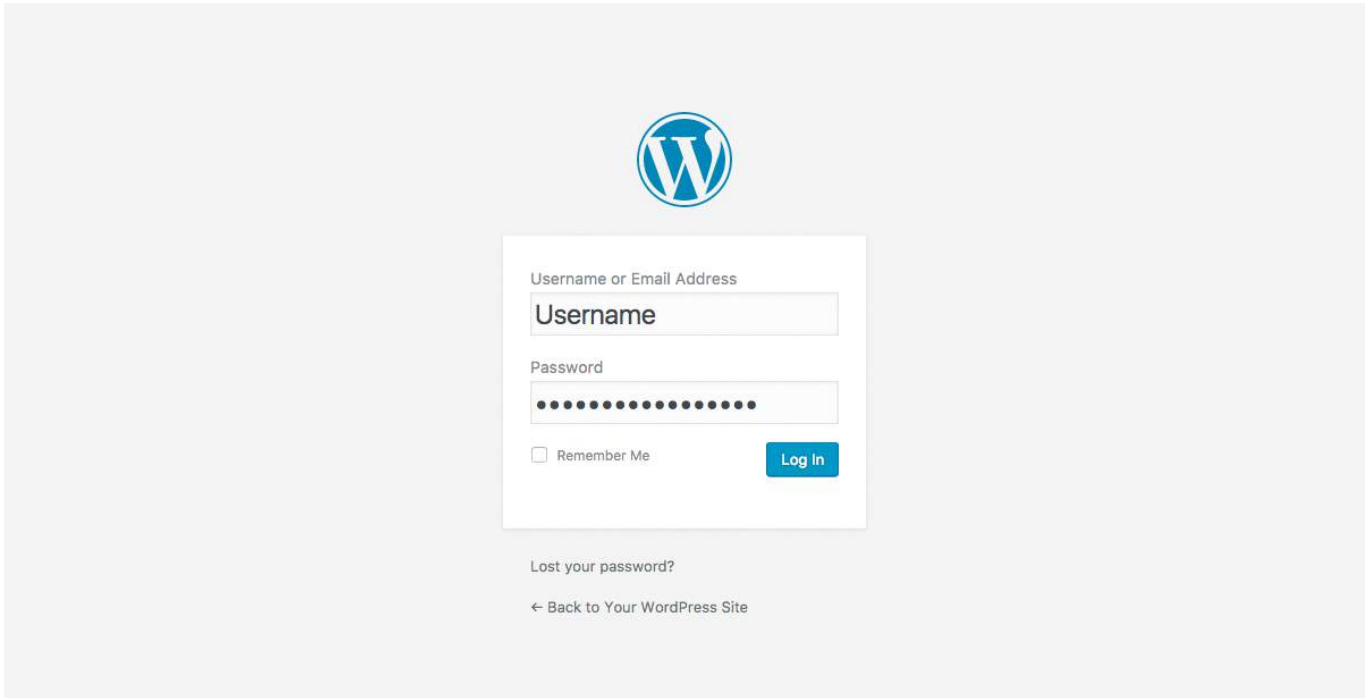 Username or Email Address
Username
Password
•••••••••••••••••
Remember Me
Log In
Lost your password?
← Back to Your WordPress Site